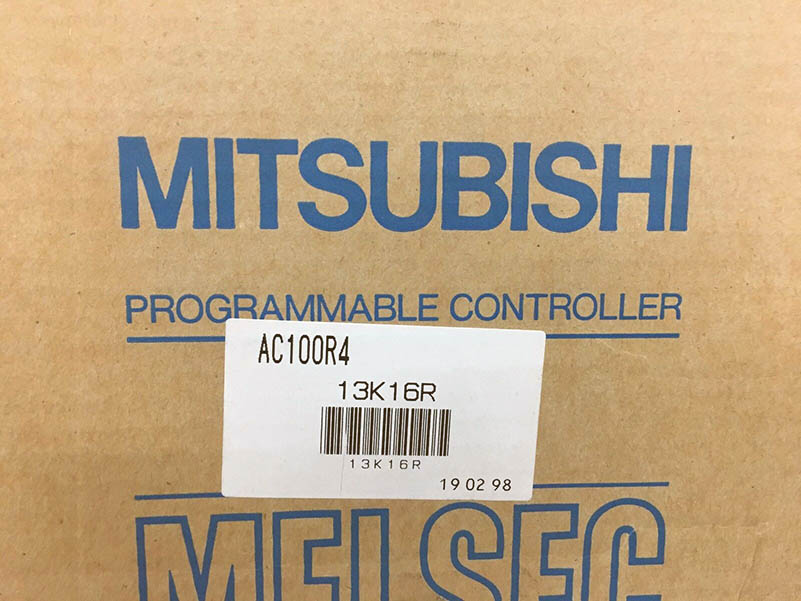 MITSUBISHI
PROGRAMMABLE CONTROLLER
AC100R4
13K16R
13K16R
19 02 98
MELSEC